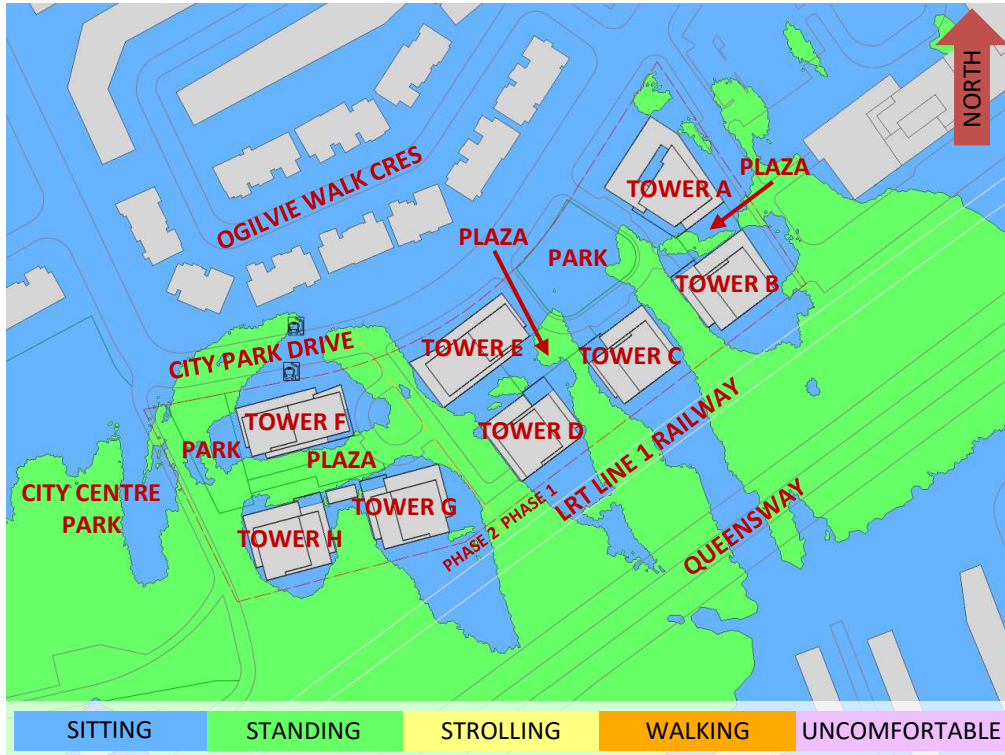 NORTH
PLAZA
TOWER A
OGILVIE WALK CRES
PLAZA
PARK
TOWER B
TOWER E
TOWER C
CITY PARK DRIVE
TOWER F
TOWER D
PARK
PLAZA
LRT LINE 1 RAILWAY
CITY CENTRE
PARK
TOWER G
QUEENSWAY
TOWER H
PHASE 2 PHASE 1
SITTING
STANDING
STROLLING
WALKING
UNCOMFORTABLE